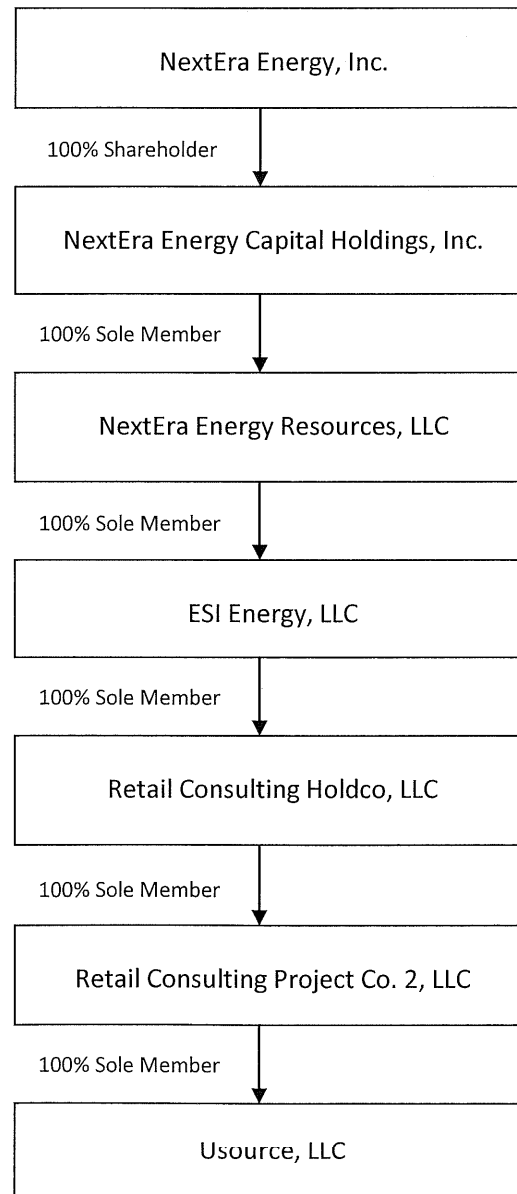 NextEra Energy, Inc.
100% Shareholder
NextEra Energy Capital Holdings, Inc.
100% Sole Member
NextEra Energy Resources, LLC
100% Sole Member
ESI Energy, LLC
100% Sole Member
Retail Consulting Holdco, LLC
100% Sole Member
Retail Consulting Project Co. 2, LLC
100% Sole Member
Usource, LLC